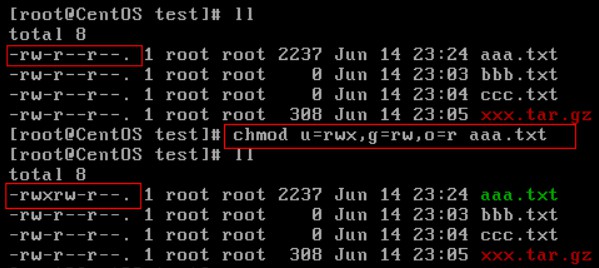 [root@CentOS test]# ll
total 8
-rw-r--r--. 1 root root 2237 Jun 14 23:24 aaa.txt
-rw-r--r--. 1 root root    0 Jun 14 23:03 bbb.txt
-rw-r--r--. 1 root root    0 Jun 14 23:04 ccc.txt
-rw-r--r--. 1 root root  308 Jun 14 23:05 xxx.tar.gz
[root@CentOS test]# chmod u=rwx,g=rw,o=r aaa.txt
[root@CentOS test]# ll
total 8
-rwxrw-r--. 1 root root 2237 Jun 14 23:24 aaa.txt
-rw-r--r--. 1 root root    0 Jun 14 23:03 bbb.txt
-rw-r--r--. 1 root root    0 Jun 14 23:04 ccc.txt
-rw-r--r--. 1 root root  308 Jun 14 23:05 xxx.tar.gz